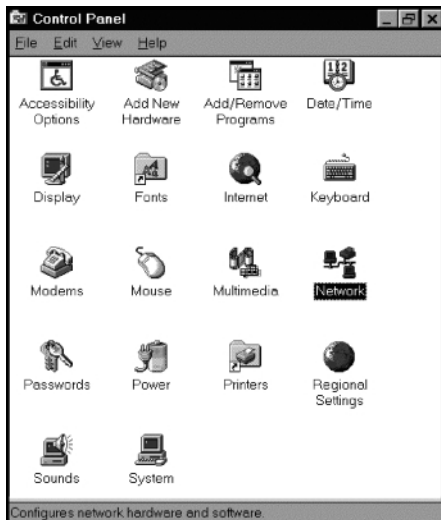 Control Panel
File Edit View Help
Accessibility Options
Add New Hardware
Add/Remove Programs
Date/Time
Display
Fonts
Internet
Keyboard
Modems
Mouse
Multimedia
Network
Passwords
Power
Printers
Regional Settings
Sounds
System
Configures network hardware and software.